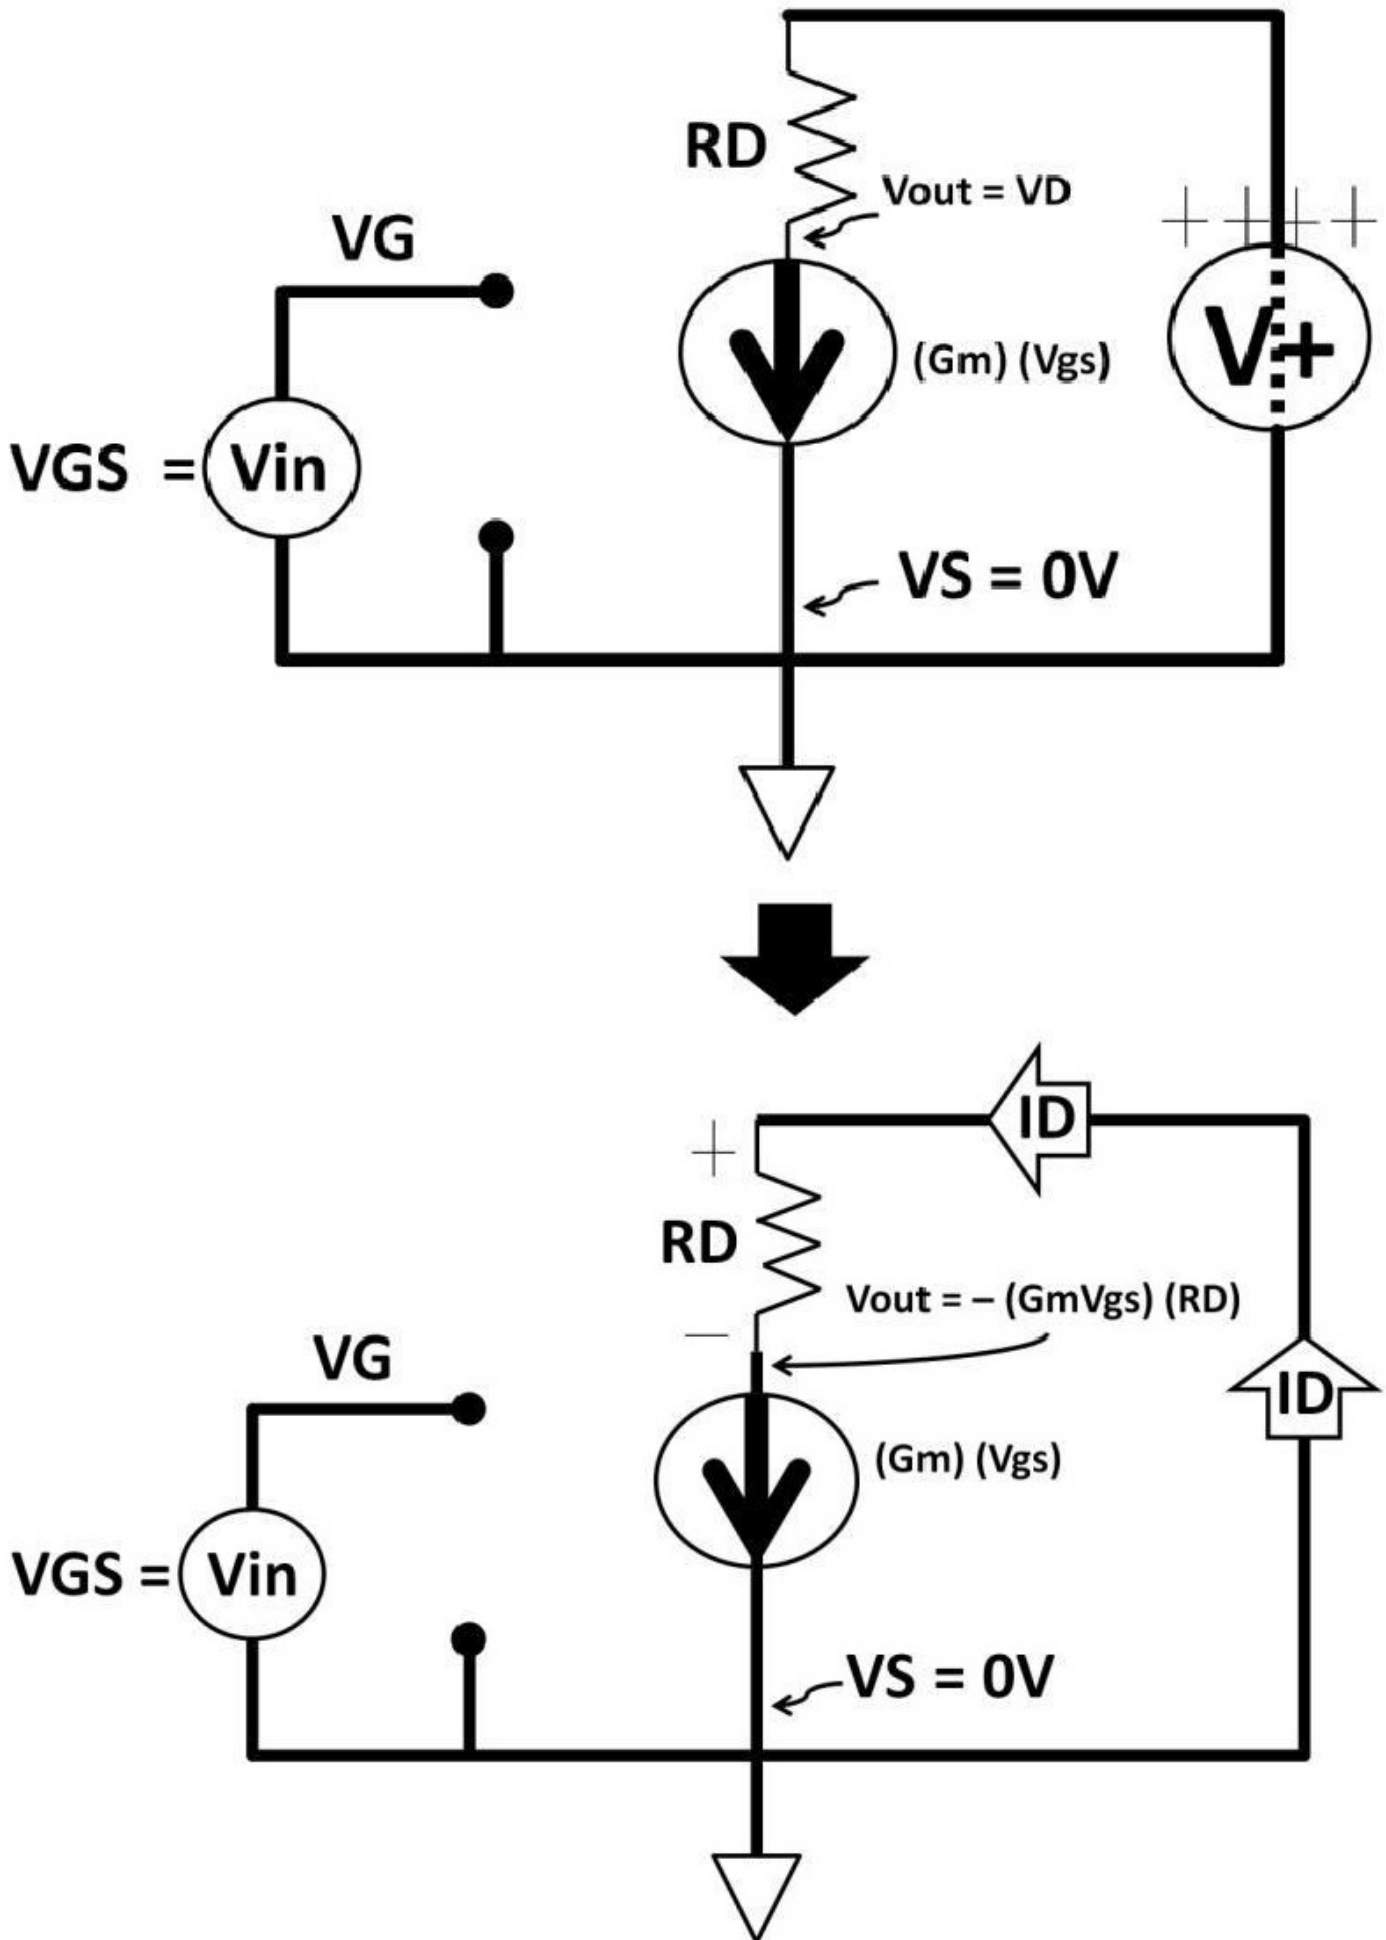 RD
Vout = VD
VG
+ + + +
V+
(Gm) (Vgs)
VGS = Vin
VS = 0V
ID
+
RD
Vout = – (GmVgs) (RD)
–
VG
ID
(Gm) (Vgs)
VGS = Vin
VS = 0V